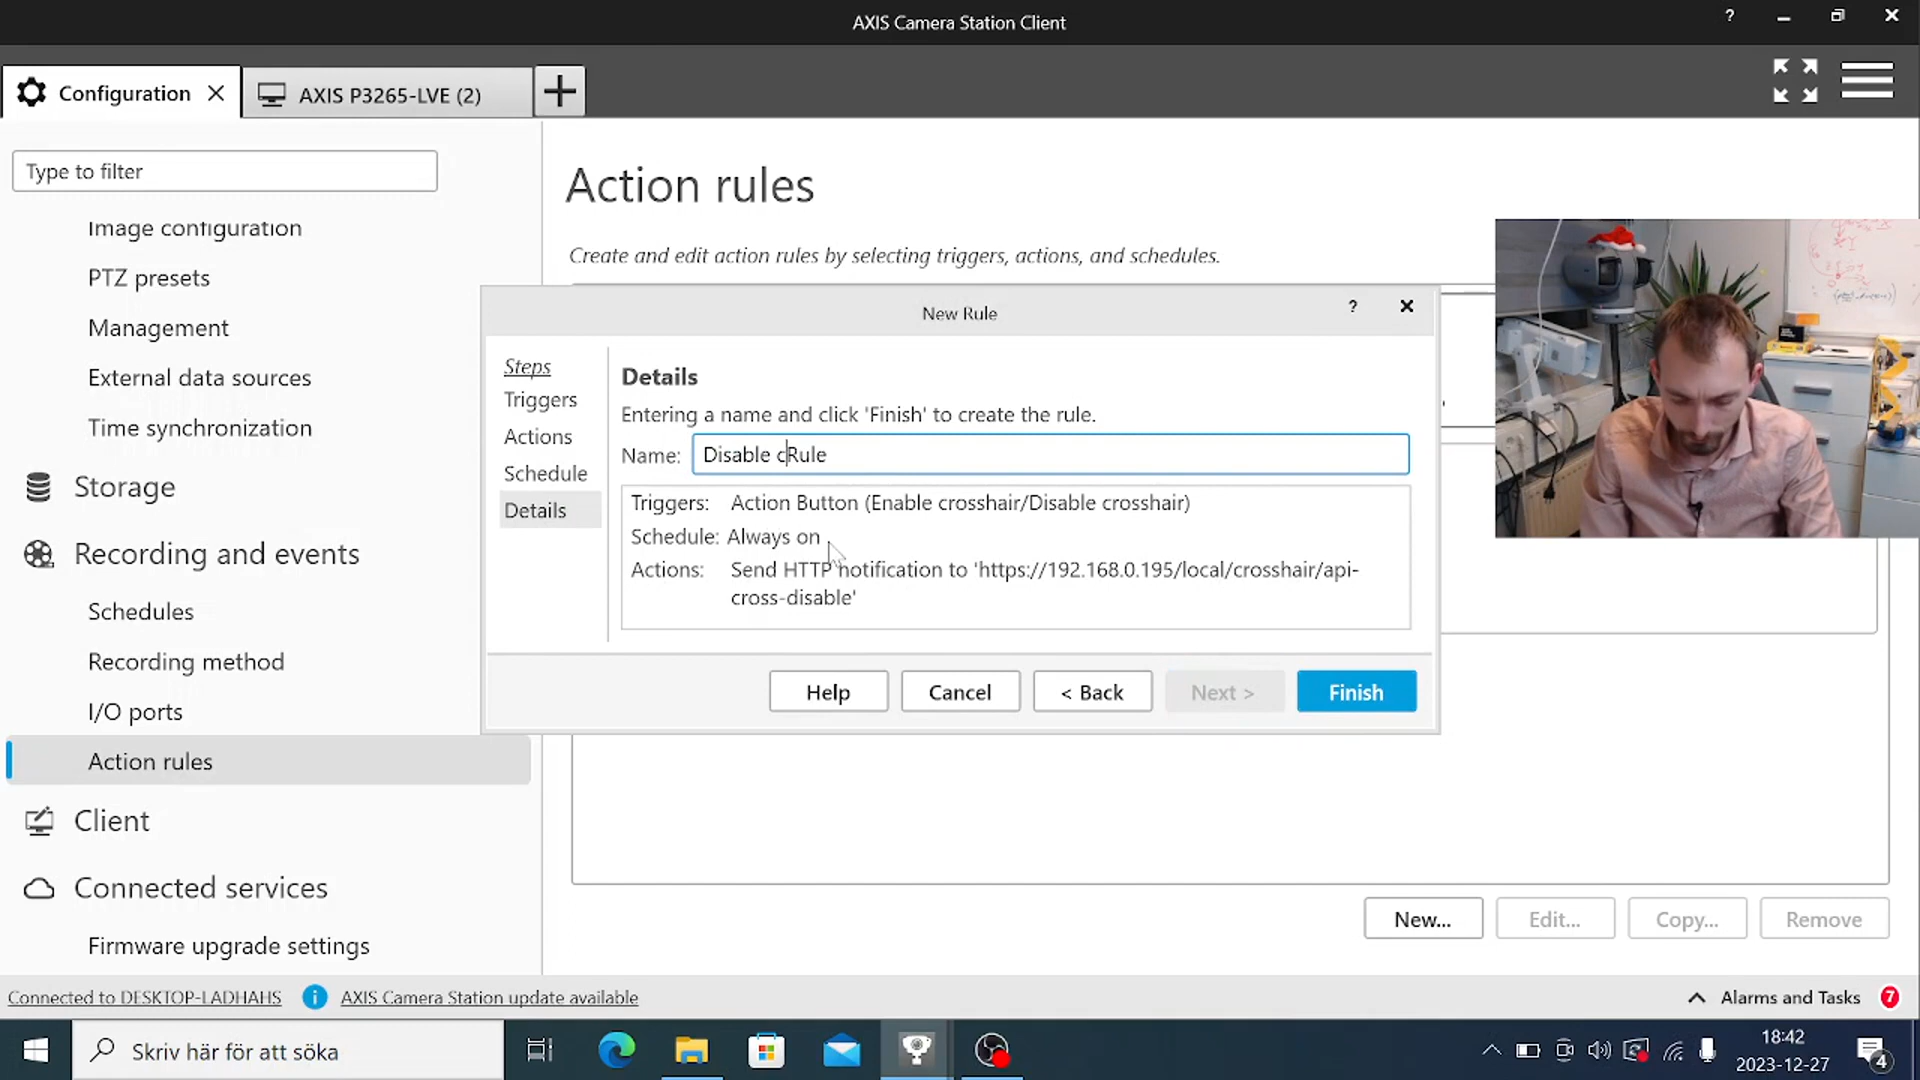 AXIS Camera Station Client
?
Configuration
AXIS P3265-LVE (2)
Type to filter
Image configuration
PTZ presets
Management
External data sources
Time synchronization
Storage
Recording and events
Schedules
Recording method
I/O ports
Action rules
Client
Connected services
Firmware upgrade settings
Action rules
Create and edit action rules by selecting triggers, actions, and schedules.
New Rule
?
Steps
Triggers
Actions
Schedule
Details
Details
Entering a name and click 'Finish' to create the rule.
Name: Disable cRule
Triggers: Action Button (Enable crosshair/Disable crosshair)
Schedule: Always on
Actions: Send HTTP notification to 'https://192.168.0.195/local/crosshair/api-
cross-disable'
Help
Cancel
< Back
Next >
Finish
New...
Edit...
Copy...
Remove
Connected to DESKTOP-LADHAHS
AXIS Camera Station update available
Alarms and Tasks 7
Skriv här för att söka
18:42
2023-12-27
4